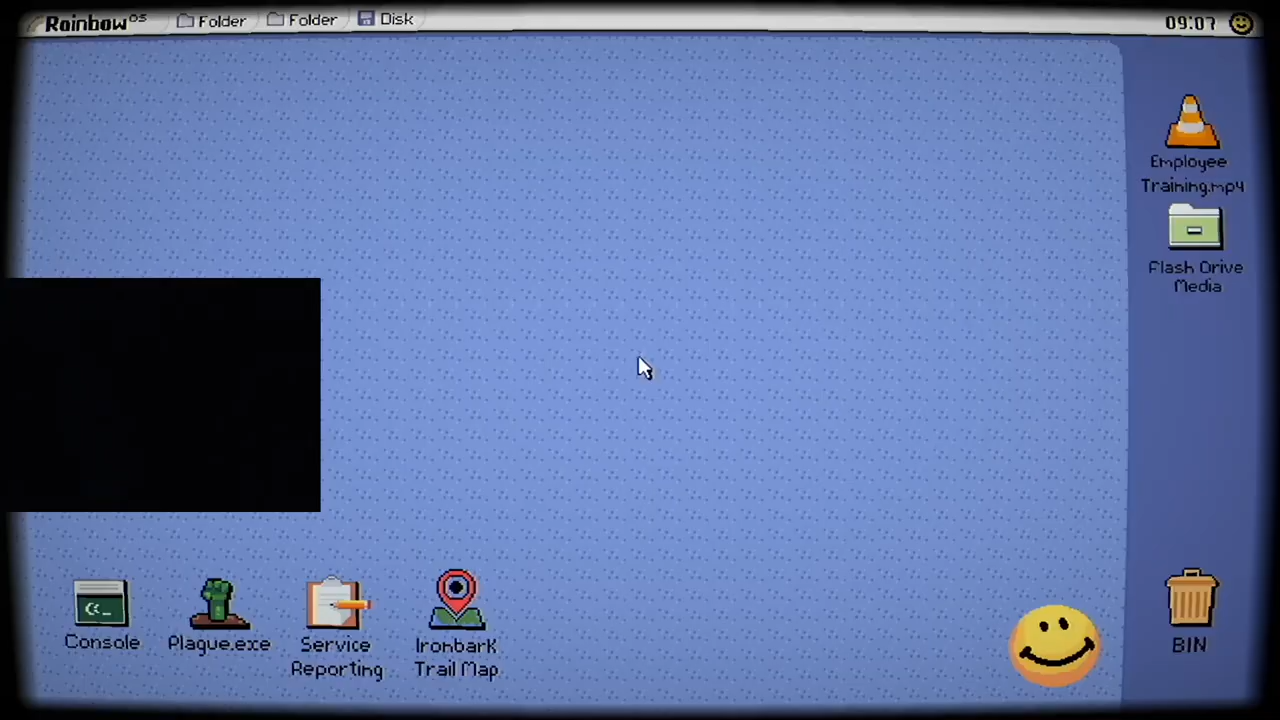 Rainbow OS
Folder
Folder
Disk
09:07
Employee
Training.mp4
Flash Drive
Media
Console
Plague.exe
Service
Reporting
Ironbark
Trail Map
BIN